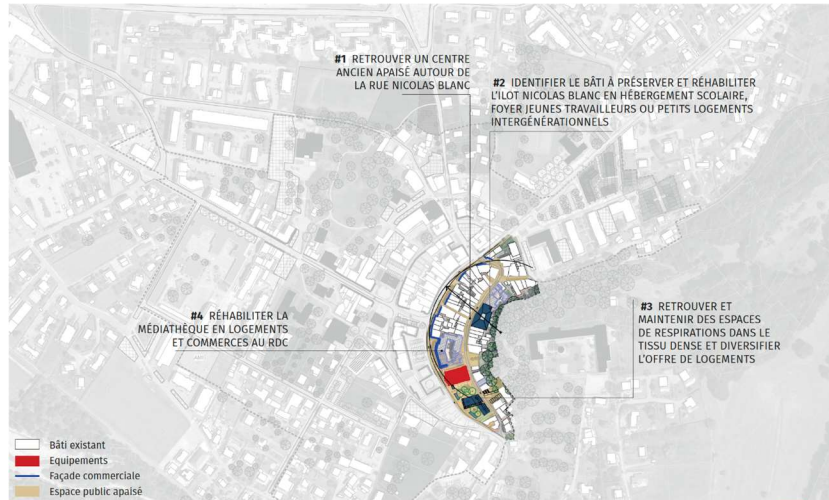 #1 RETROUVER UN CENTRE
ANCIEN APAISÉ AUTOUR DE
LA RUE NICOLAS BLANC
#2 IDENTIFIER LE BÂTI À PRÉSERVER ET RÉHABILITER
L'ILOT NICOLAS BLANC EN HÉBERGEMENT SCOLAIRE,
FOYER JEUNES TRAVAILLEURS OU PETITS LOGEMENTS
INTERGÉNÉRATIONNELS
#3 RETROUVER ET
MAINTENIR DES ESPACES
DE RESPIRATIONS DANS LE
TISSU DENSE ET DIVERSIFIER
L'OFFRE DE LOGEMENTS
#4 RÉHABILITER LA
MÉDIATHÈQUE EN LOGEMENTS
ET COMMERCES AU RDC
Bâti existant
Equipements
Façade commerciale
Espace public apaisé